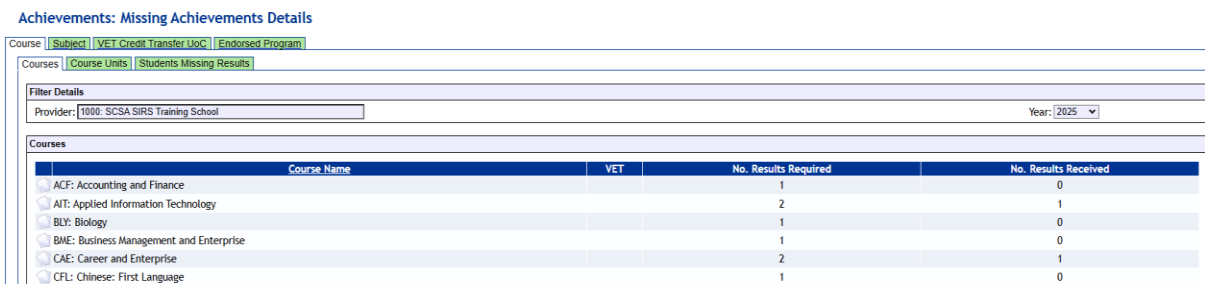 Achievements: Missing Achievements Details
Course Subject VET Credit Transfer UoC Endorsed Program
Courses Course Units Students Missing Results
Filter Details
Provider: 1000: SCSA SIRS Training School Year: 2025
Courses
Course Name VET No. Results Required No. Results Received
ACF: Accounting and Finance 1 0
AIT: Applied Information Technology 2 1
BLY: Biology 1 0
BME: Business Management and Enterprise 1 0
CAE: Career and Enterprise 2 1
CFL: Chinese: First Language 1 0